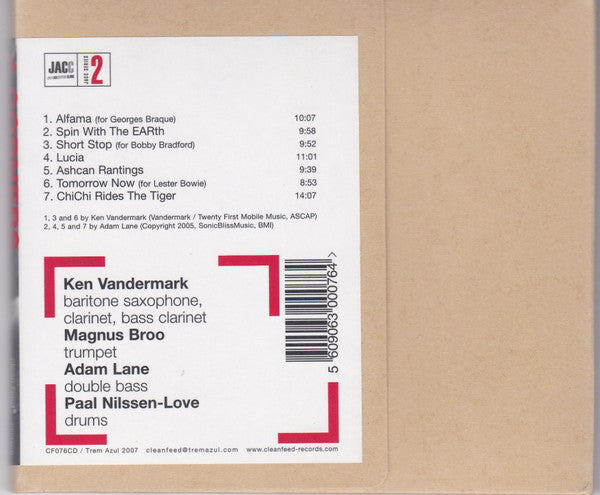 JACC
JACC SERIES
2
1. Alfama (for Georges Braque) 10:07
2. Spin With The EARth 9:58
3. Short Stop (for Bobby Bradford) 9:52
4. Lucia 11:01
5. Ashcan Rantings 9:39
6. Tomorrow Now (for Lester Bowie) 8:53
7. ChiChi Rides The Tiger 14:07
1, 3 and 6 by Ken Vandermark (Vandermark / Twenty First Mobile Music, ASCAP)
2, 4, 5 and 7 by Adam Lane (Copyright 2005, SonicBlissMusic, BMI)
Ken Vandermark
baritone saxophone,
clarinet, bass clarinet
Magnus Broo
trumpet
Adam Lane
double bass
Paal Nilssen-Love
drums
5 609063 000764>
CF076CD / Trem Azul 2007 cleanfeed@tremazul.com www.cleanfeed-records.com